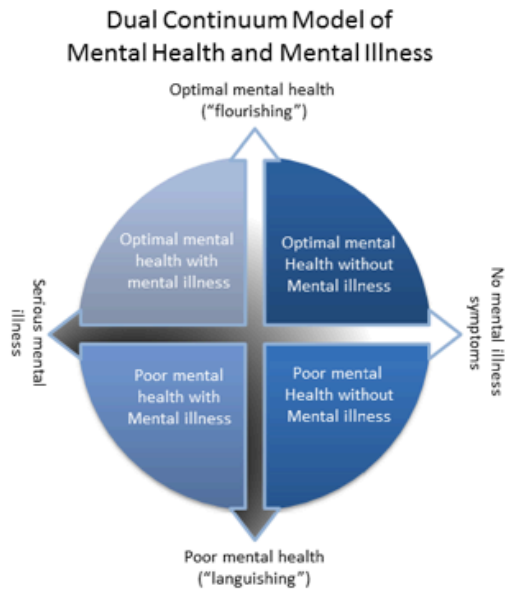 Dual Continuum Model of
Mental Health and Mental Illness
Optimal mental health
("flourishing")
Optimal mental
health with
mental illness
Optimal mental
Health without
Mental illness
Serious mental
illness
No mental illness
symptoms
Poor mental
health with
Mental illness
Poor mental
Health without
Mental illness
Poor mental health
("languishing")